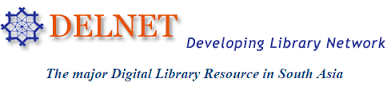 DELNET
Developing Library Network
The major Digital Library Resource in South Asia